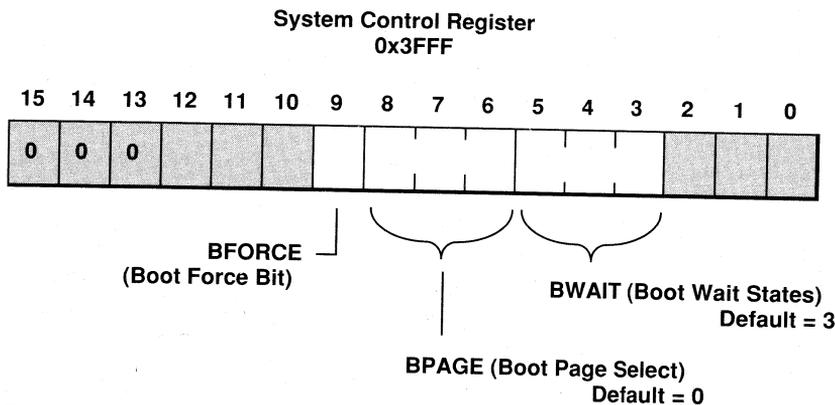 System Control Register
0x3FFF
15 14 13 12 11 10 9 8 7 6 5 4 3 2 1 0
0 0 0
BFORCE
(Boot Force Bit)
BWAIT (Boot Wait States)
Default = 3
BPAGE (Boot Page Select)
Default = 0